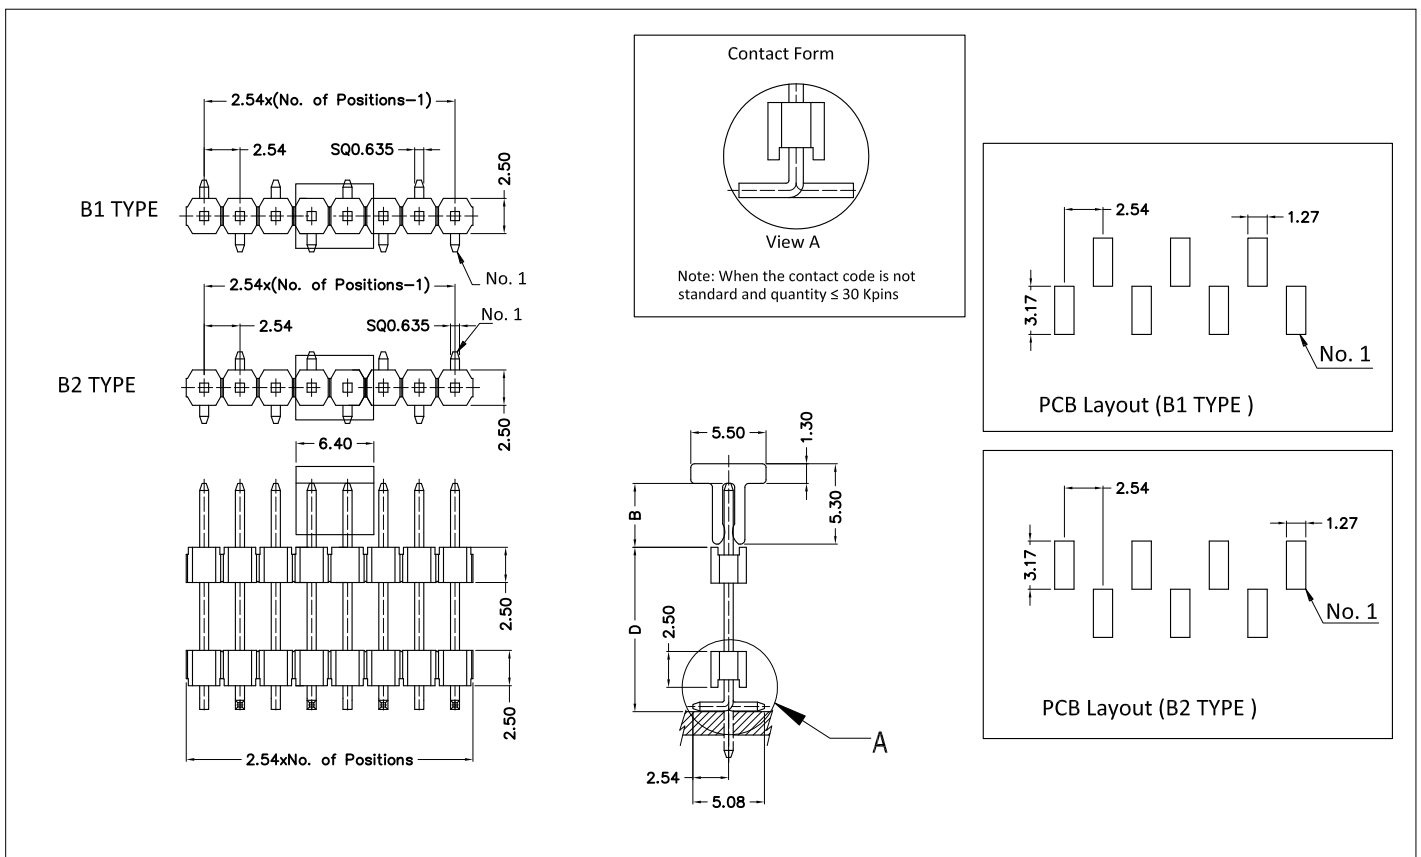 2.54x(No. of Positions-1)
2.54
SQ0.635
2.50
B1 TYPE
No. 1
2.54x(No. of Positions-1)
2.54
SQ0.635
No. 1
B2 TYPE
2.50
6.40
2.50
2.50
2.54xNo. of Positions
Contact Form
View A
Note: When the contact code is not
standard and quantity ≤ 30 Kpins
5.50
1.30
5.30
B
D
2.50
A
2.54
5.08
2.54
1.27
3.17
No. 1
PCB Layout (B1 TYPE )
2.54
1.27
3.17
No. 1
PCB Layout (B2 TYPE )